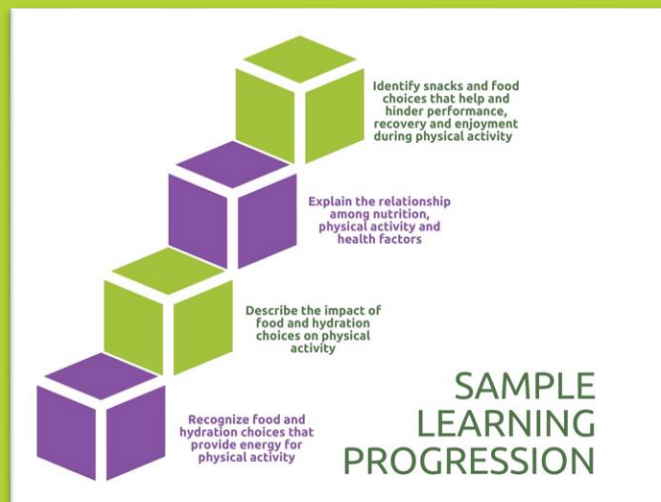 Identify snacks and food
choices that help and
hinder performance,
recovery and enjoyment
during physical activity
Explain the relationship
among nutrition,
physical activity and
health factors
Describe the impact of
food and hydration
choices on physical
activity
Recognize food and
hydration choices that
provide energy for
physical activity
SAMPLE
LEARNING
PROGRESSION